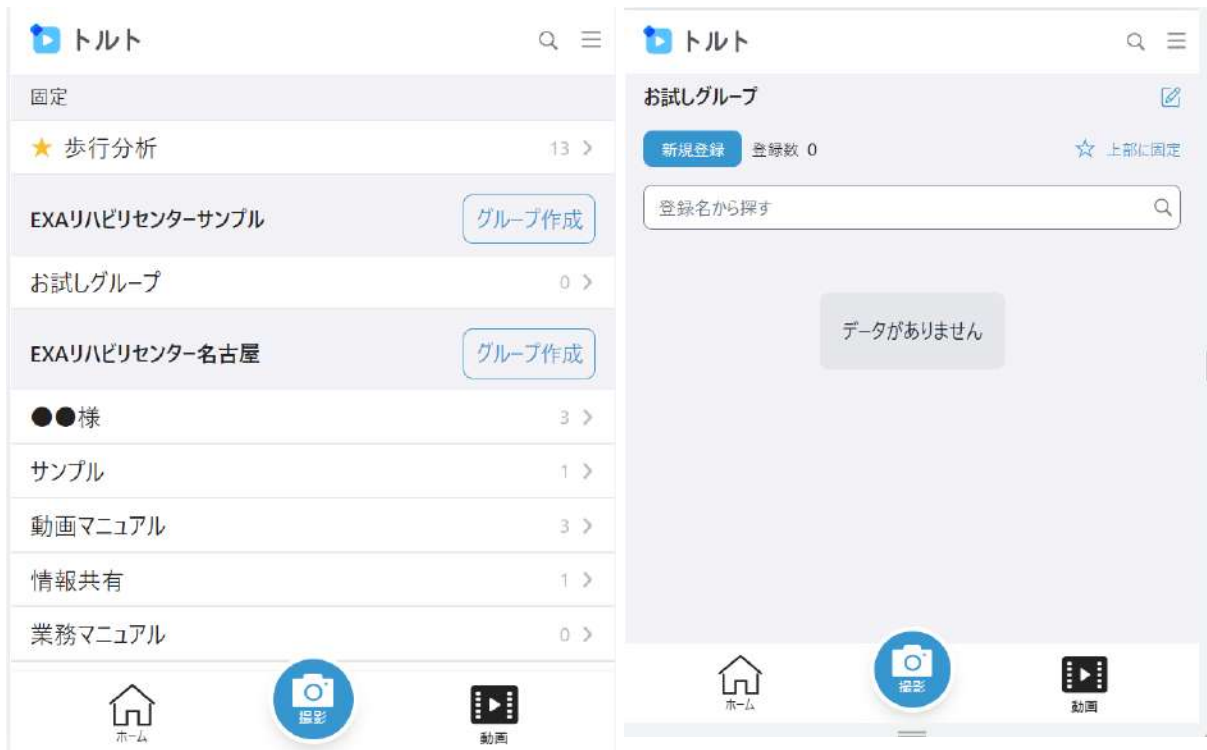 トルト
固定
★ 歩行分析 13 >
EXAリハビリセンターサンプル グループ作成
お試しグループ 0 >
EXAリハビリセンター名古屋 グループ作成
●●様 3 >
サンプル 1 >
動画マニュアル 3 >
情報共有 1 >
業務マニュアル 0 >
ホーム 撮影 動画
トルト
お試しグループ
新規登録 登録数 0 ☆ 上部に固定
登録名から探す
データがありません
ホーム 撮影 動画